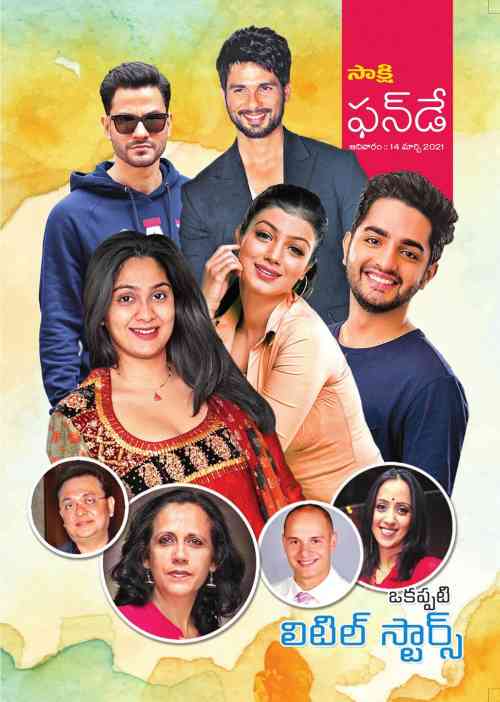 సాక్షి
ఫన్‌డే
ఆదివారం :: 14 మార్చి 2021
ఒకప్పటి
లిటిల్ స్టార్స్